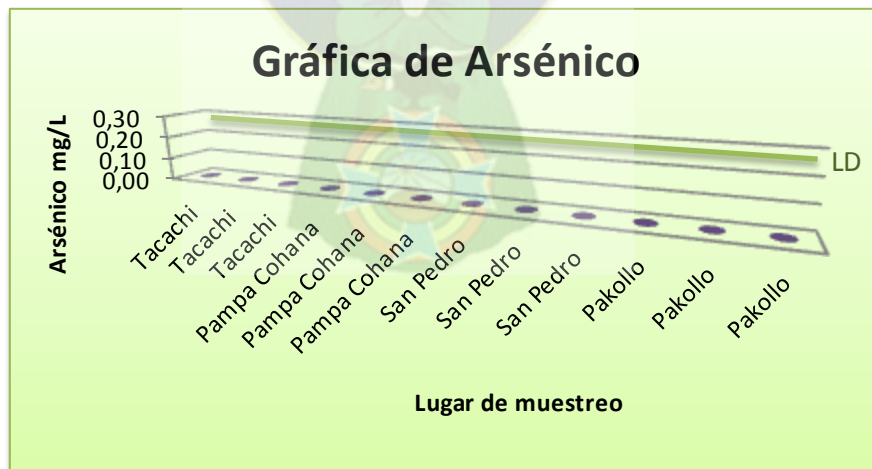 Gráfica de Arsénico
Arsénico mg/L
0,30
0,20
0,10
0,00
LD
Tacachi
Tacachi
Tacachi
Pampa Cohana
Pampa Cohana
Pampa Cohana
San Pedro
San Pedro
San Pedro
Pakollo
Pakollo
Pakollo
Lugar de muestreo